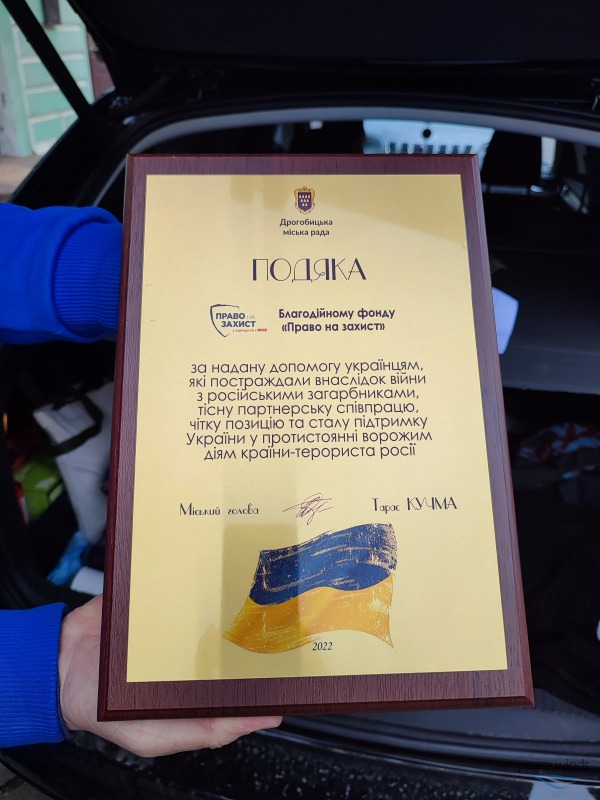 Дрогобицька
міська рада
ПОДЯКА
ПРАВО НА
ЗАХИСТ
Благодійному фонду
«Право на захист»
за надану допомогу українцям,
які постраждали внаслідок війни
з російськими загарбниками,
тісну партнерську співпрацю,
чітку позицію та сталу підтримку
України у протистоянні ворожим
діям країни-терориста росії
Міський голова
Тарас КУЧМА
2022